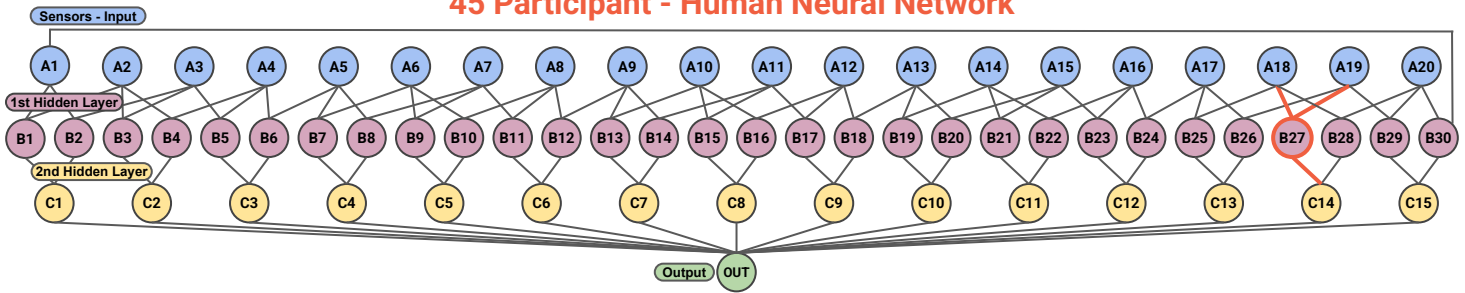 45 Participant - Human Neural Network
Sensors - Input
A1 A2 A3 A4 A5 A6 A7 A8 A9 A10 A11 A12 A13 A14 A15 A16 A17 A18 A19 A20
1st Hidden Layer
B1 B2 B3 B4 B5 B6 B7 B8 B9 B10 B11 B12 B13 B14 B15 B16 B17 B18 B19 B20 B21 B22 B23 B24 B25 B26 B27 B28 B29 B30
2nd Hidden Layer
C1 C2 C3 C4 C5 C6 C7 C8 C9 C10 C11 C12 C13 C14 C15
Output OUT